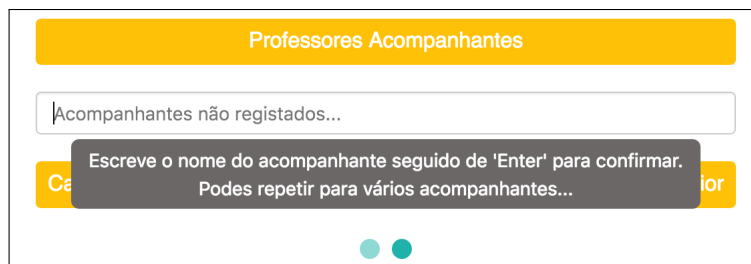 Professores Acompanhantes
Acompanhantes não registados...
Escreve o nome do acompanhante seguido de 'Enter' para confirmar.
Podes repetir para vários acompanhantes...